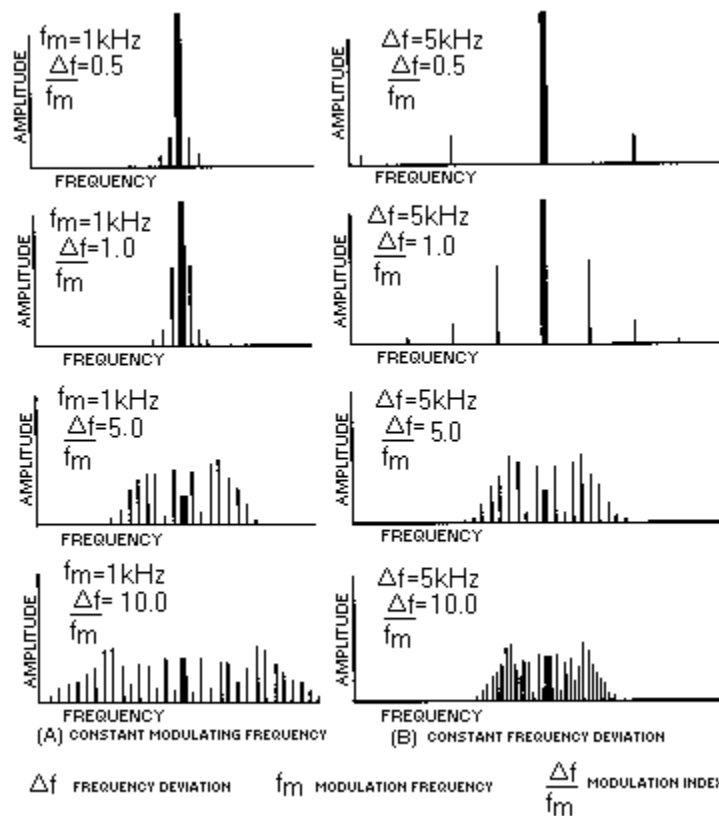 fm=1kHz
Δf=0.5
fm
AMPLITUDE
FREQUENCY
Δf=5kHz
Δf=0.5
fm
AMPLITUDE
FREQUENCY
fm=1kHz
Δf=1.0
fm
AMPLITUDE
FREQUENCY
Δf=5kHz
Δf=1.0
fm
AMPLITUDE
FREQUENCY
fm=1kHz
Δf=5.0
fm
AMPLITUDE
FREQUENCY
Δf=5kHz
Δf=5.0
fm
AMPLITUDE
FREQUENCY
fm=1kHz
Δf=10.0
fm
AMPLITUDE
FREQUENCY
Δf=5kHz
Δf=10.0
fm
AMPLITUDE
FREQUENCY
(A) CONSTANT MODULATING FREQUENCY
(B) CONSTANT FREQUENCY DEVIATION
Δf FREQUENCY DEVIATION
fm MODULATION FREQUENCY
Δf
fm MODULATION INDEX